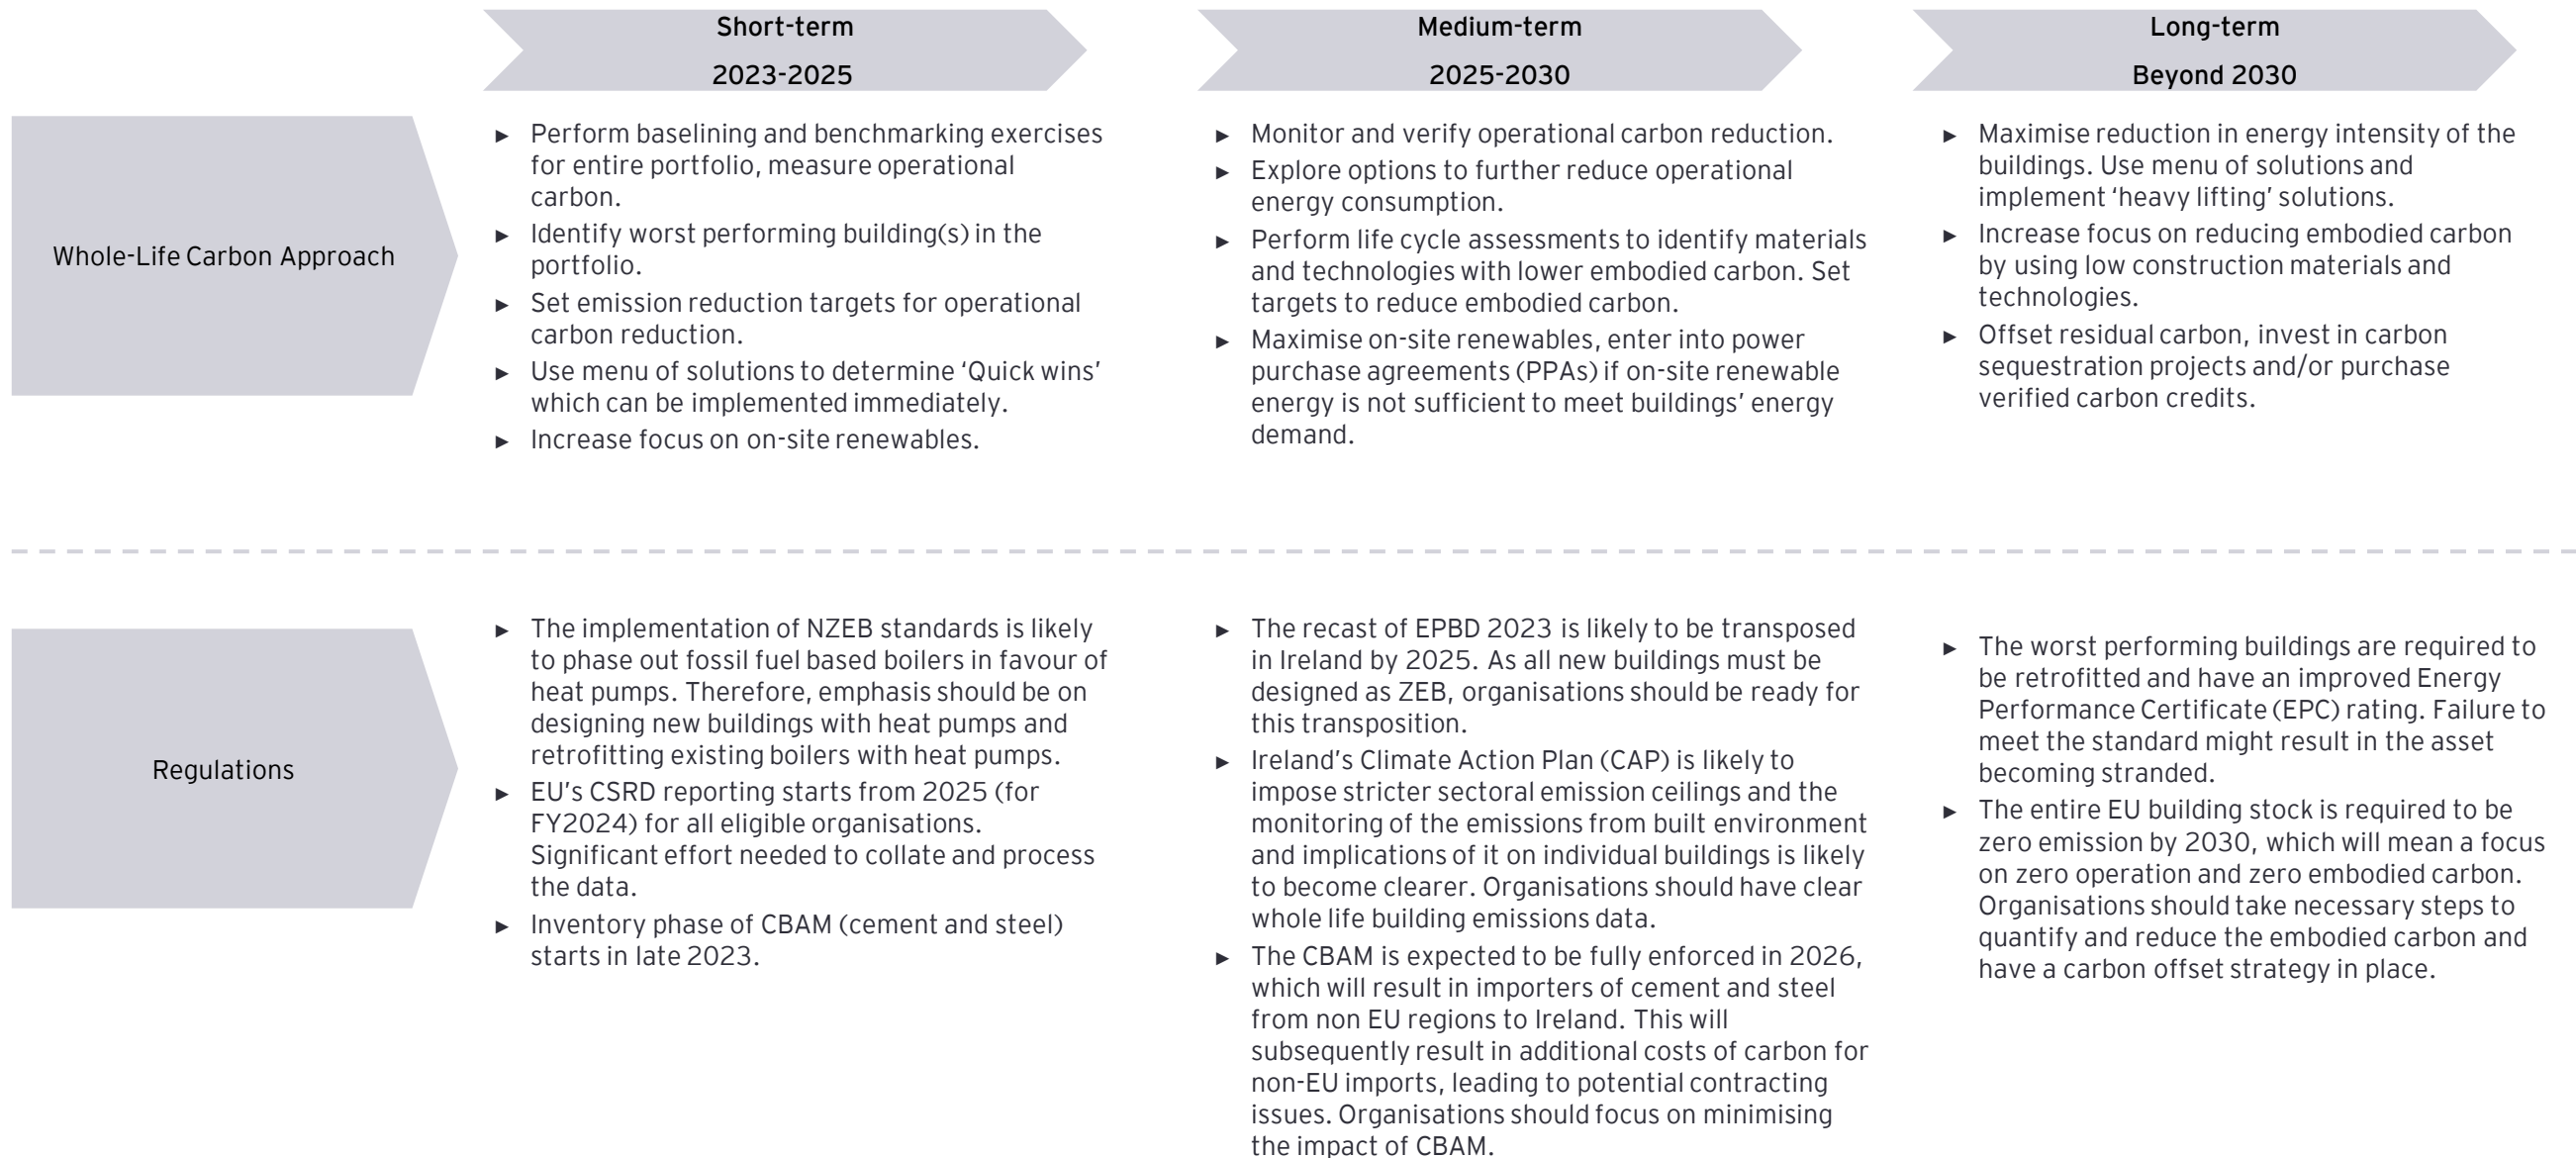 Short-term
2023-2025
Medium-term
2025-2030
Long-term
Beyond 2030
Whole-Life Carbon Approach
► Perform baselining and benchmarking exercises
for entire portfolio, measure operational
carbon.
► Identify worst performing building(s) in the
portfolio.
► Set emission reduction targets for operational
carbon reduction.
► Use menu of solutions to determine ‘Quick wins’
which can be implemented immediately.
► Increase focus on on-site renewables.
► Monitor and verify operational carbon reduction.
► Explore options to further reduce operational
energy consumption.
► Perform life cycle assessments to identify materials
and technologies with lower embodied carbon. Set
targets to reduce embodied carbon.
► Maximise on-site renewables, enter into power
purchase agreements (PPAs) if on-site renewable
energy is not sufficient to meet buildings’ energy
demand.
► Maximise reduction in energy intensity of the
buildings. Use menu of solutions and
implement ‘heavy lifting’ solutions.
► Increase focus on reducing embodied carbon
by using low construction materials and
technologies.
► Offset residual carbon, invest in carbon
sequestration projects and/or purchase
verified carbon credits.
Regulations
► The implementation of NZEB standards is likely
to phase out fossil fuel based boilers in favour of
heat pumps. Therefore, emphasis should be on
designing new buildings with heat pumps and
retrofitting existing boilers with heat pumps.
► EU’s CSRD reporting starts from 2025 (for
FY2024) for all eligible organisations.
Significant effort needed to collate and process
the data.
► Inventory phase of CBAM (cement and steel)
starts in late 2023.
► The recast of EPBD 2023 is likely to be transposed
in Ireland by 2025. As all new buildings must be
designed as ZEB, organisations should be ready for
this transposition.
► Ireland’s Climate Action Plan (CAP) is likely to
impose stricter sectoral emission ceilings and the
monitoring of the emissions from built environment
and implications of it on individual buildings is likely
to become clearer. Organisations should have clear
whole life building emissions data.
► The CBAM is expected to be fully enforced in 2026,
which will result in importers of cement and steel
from non EU regions to Ireland. This will
subsequently result in additional costs of carbon for
non-EU imports, leading to potential contracting
issues. Organisations should focus on minimising
the impact of CBAM.
► The worst performing buildings are required to
be retrofitted and have an improved Energy
Performance Certificate (EPC) rating. Failure to
meet the standard might result in the asset
becoming stranded.
► The entire EU building stock is required to be
zero emission by 2030, which will mean a focus
on zero operation and zero embodied carbon.
Organisations should take necessary steps to
quantify and reduce the embodied carbon and
have a carbon offset strategy in place.